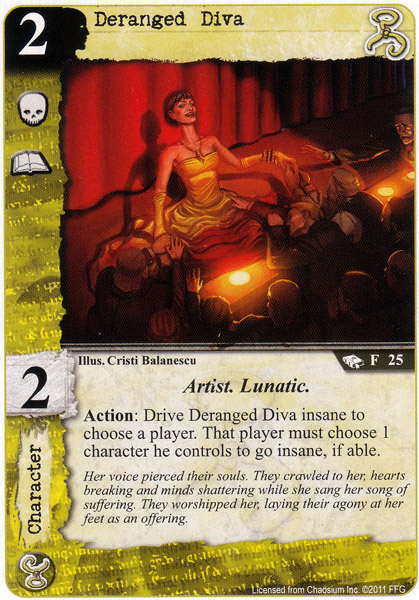 2
Deranged Diva
Illus. Cristi Balanescu
F 25
2
Character
Artist. Lunatic.
Action: Drive Deranged Diva insane to
choose a player. That player must choose 1
character he controls to go insane, if able.
Her voice pierced their souls. They crawled to her, hearts
breaking and minds shattering while she sang her song of
suffering. They worshipped her, laying their agony at her
feet as an offering.
Licensed from Chaosium Inc. ©2011 FFG